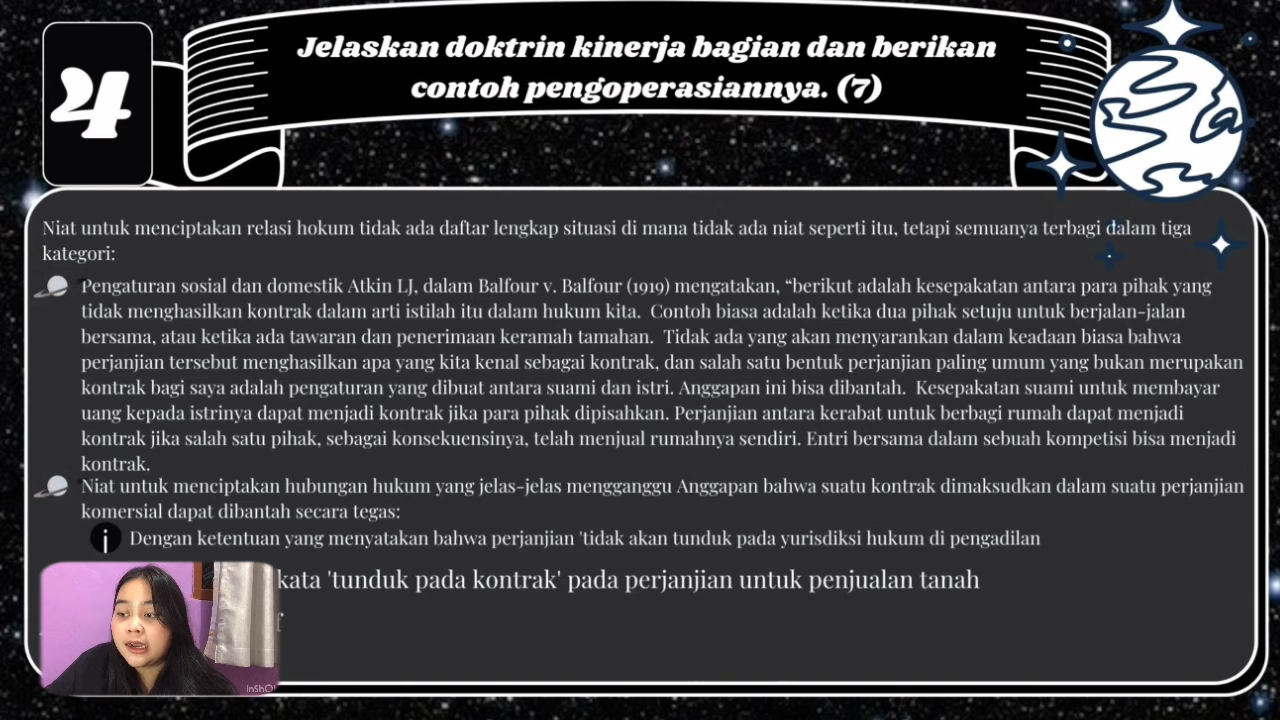 4
Jelaskan doktrin kinerja bagian dan berikan
contoh pengoperasiannya. (7)
Niat untuk menciptakan relasi hokum tidak ada daftar lengkap situasi di mana tidak ada niat seperti itu, tetapi semuanya terbagi dalam tiga
kategori:
Pengaturan sosial dan domestik Atkin LJ, dalam Balfour v. Balfour (1919) mengatakan, “berikut adalah kesepakatan antara para pihak yang
tidak menghasilkan kontrak dalam arti istilah itu dalam hukum kita. Contoh biasa adalah ketika dua pihak setuju untuk berjalan-jalan
bersama, atau ketika ada tawaran dan penerimaan keramah tamahan. Tidak ada yang akan menyarankan dalam keadaan biasa bahwa
perjanjian tersebut menghasilkan apa yang kita kenal sebagai kontrak, dan salah satu bentuk perjanjian paling umum yang bukan merupakan
kontrak bagi saya adalah pengaturan yang dibuat antara suami dan istri. Anggapan ini bisa dibantah. Kesepakatan suami untuk membayar
uang kepada istrinya dapat menjadi kontrak jika para pihak dipisahkan. Perjanjian antara kerabat untuk berbagi rumah dapat menjadi
kontrak jika salah satu pihak, sebagai konsekuensinya, telah menjual rumahnya sendiri. Entri bersama dalam sebuah kompetisi bisa menjadi
kontrak.
Niat untuk menciptakan hubungan hukum yang jelas-jelas mengganggu Anggapan bahwa suatu kontrak dimaksudkan dalam suatu perjanjian
komersial dapat dibantah secara tegas:
i Dengan ketentuan yang menyatakan bahwa perjanjian 'tidak akan tunduk pada yurisdiksi hukum di pengadilan
kata 'tunduk pada kontrak' pada perjanjian untuk penjualan tanah
InShO